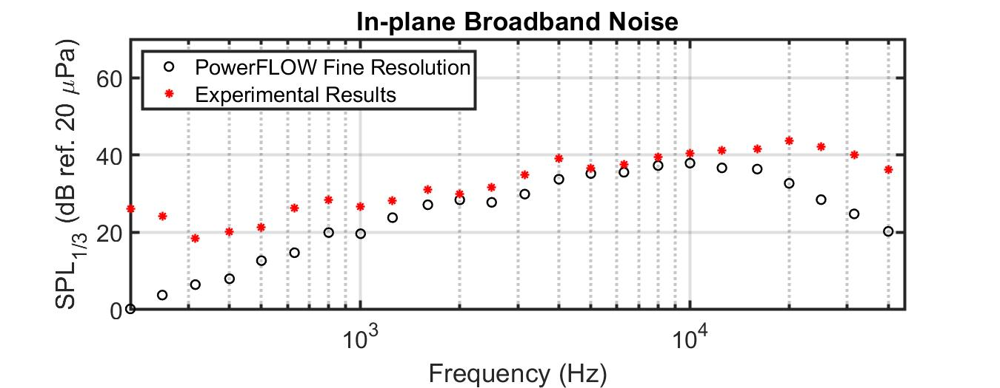 In-plane Broadband Noise
PowerFLOW Fine Resolution
Experimental Results
SPL1/3 (dB ref. 20 μPa)
60
40
20
0
10^3
10^4
Frequency (Hz)